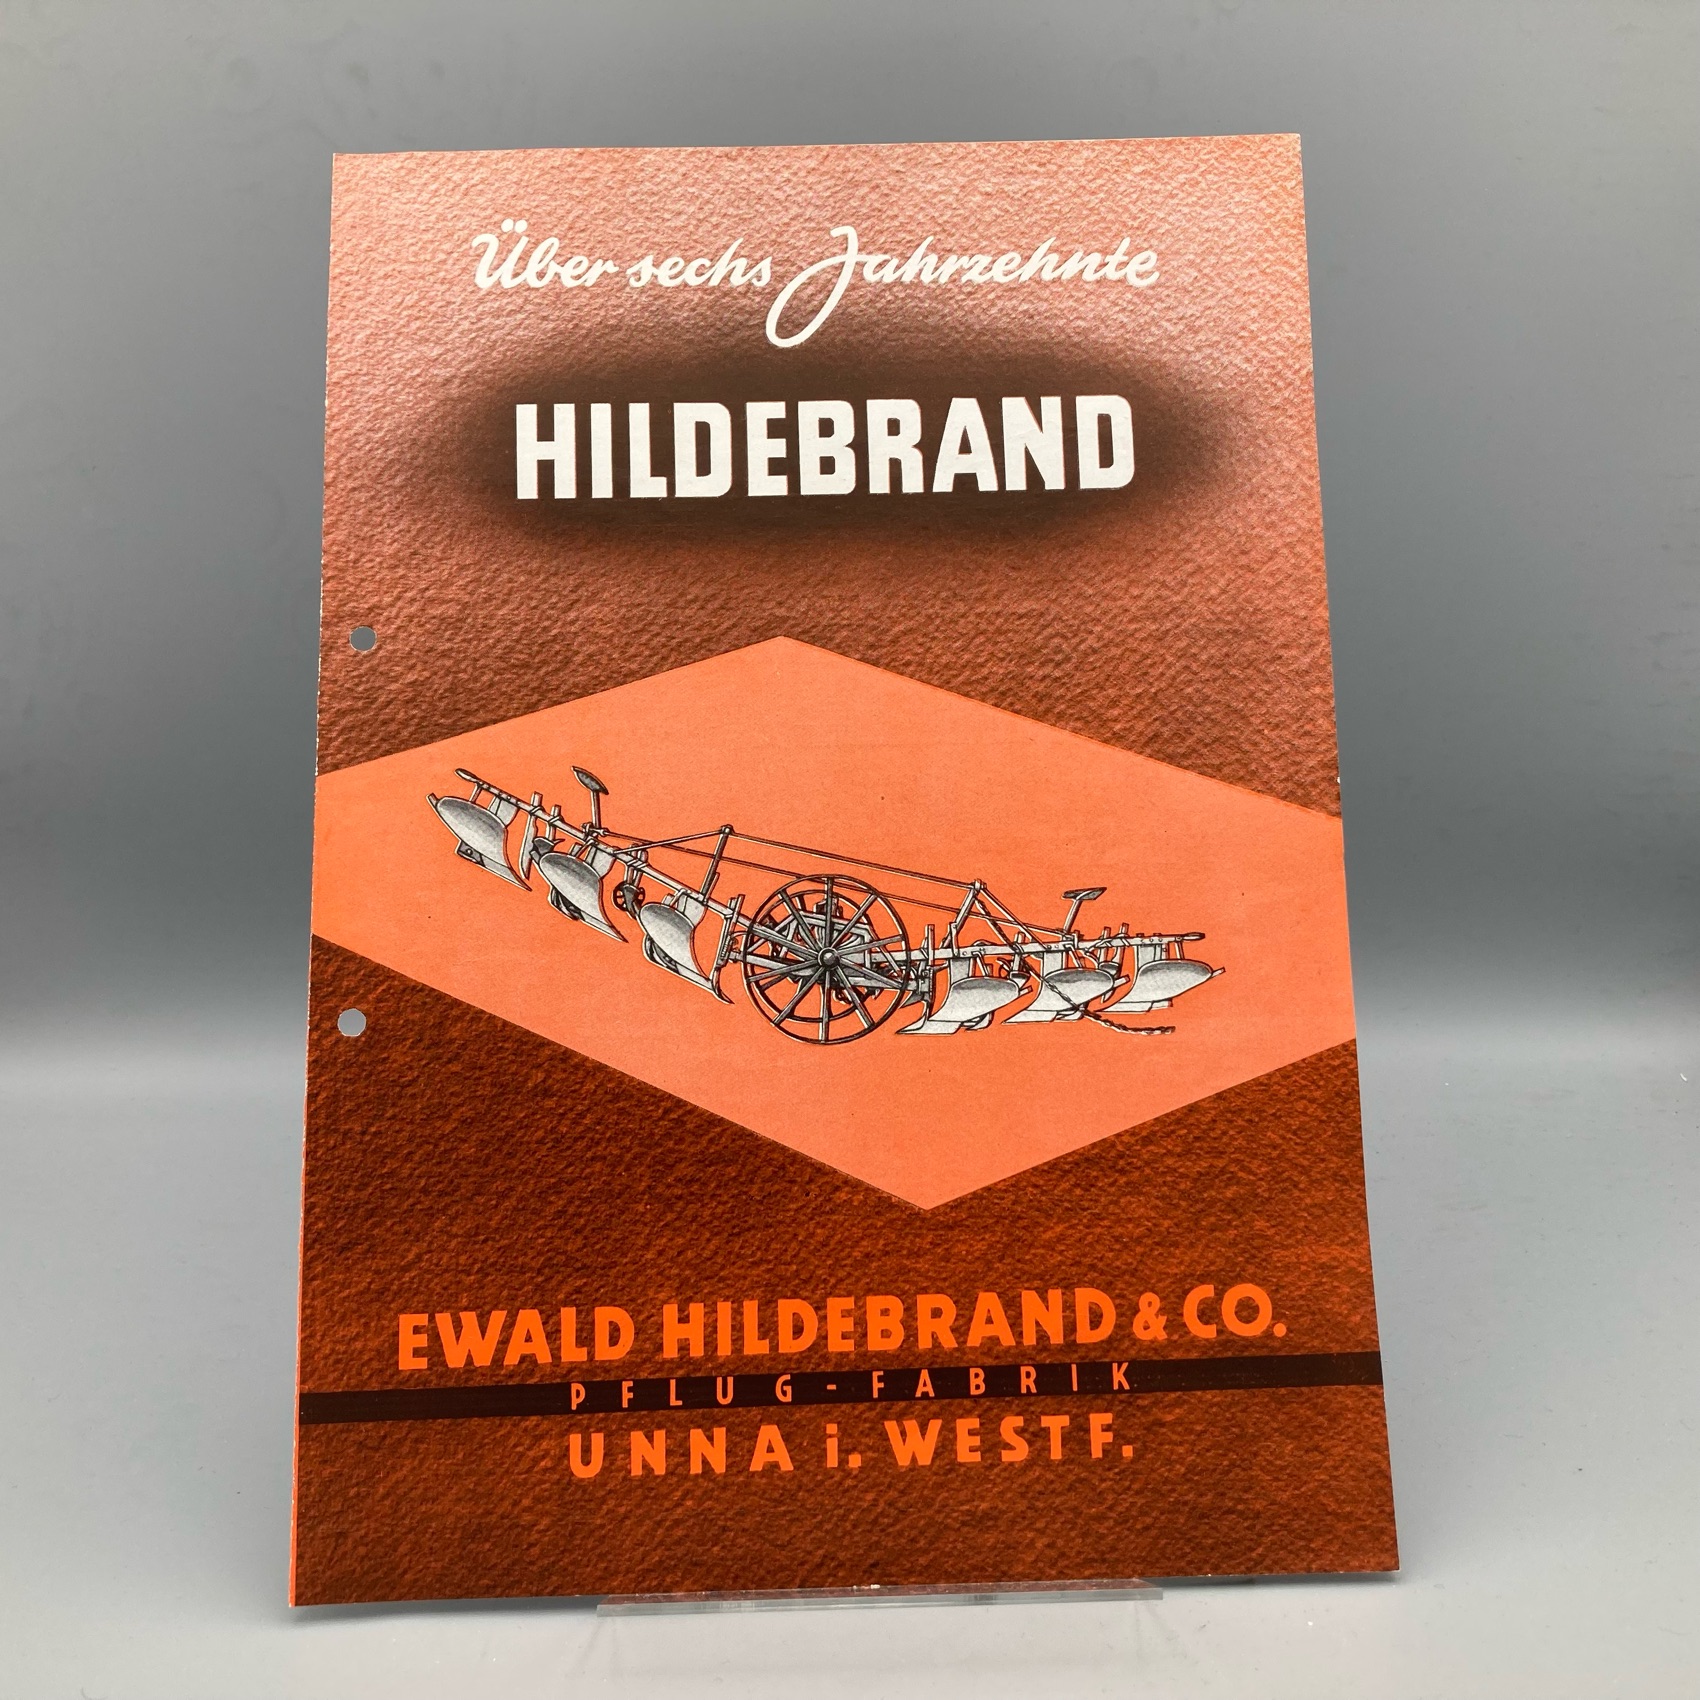 Über sechs Jahrzehnte
HILDEBRAND
EWALD HILDEBRAND & CO.
PFLUG-FABRIK
UNNA i. WESTF.